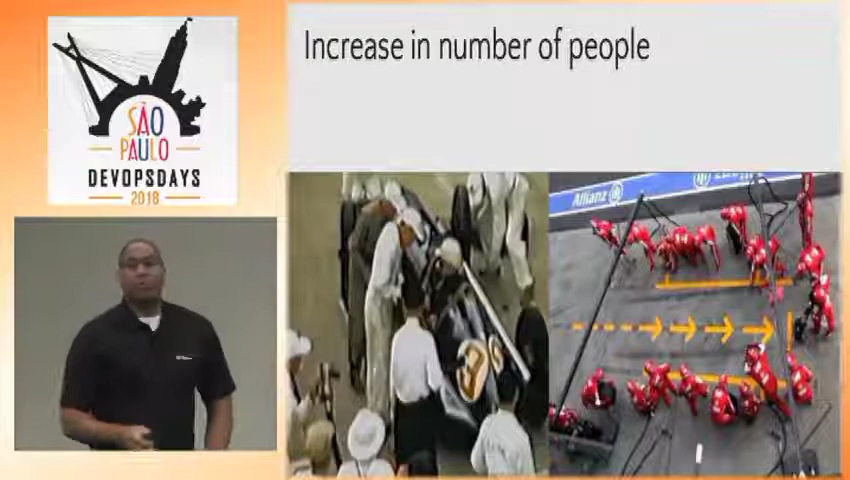 SÃO
PAULO
DEVOPSDAYS
2018
Increase in number of people
Allianz